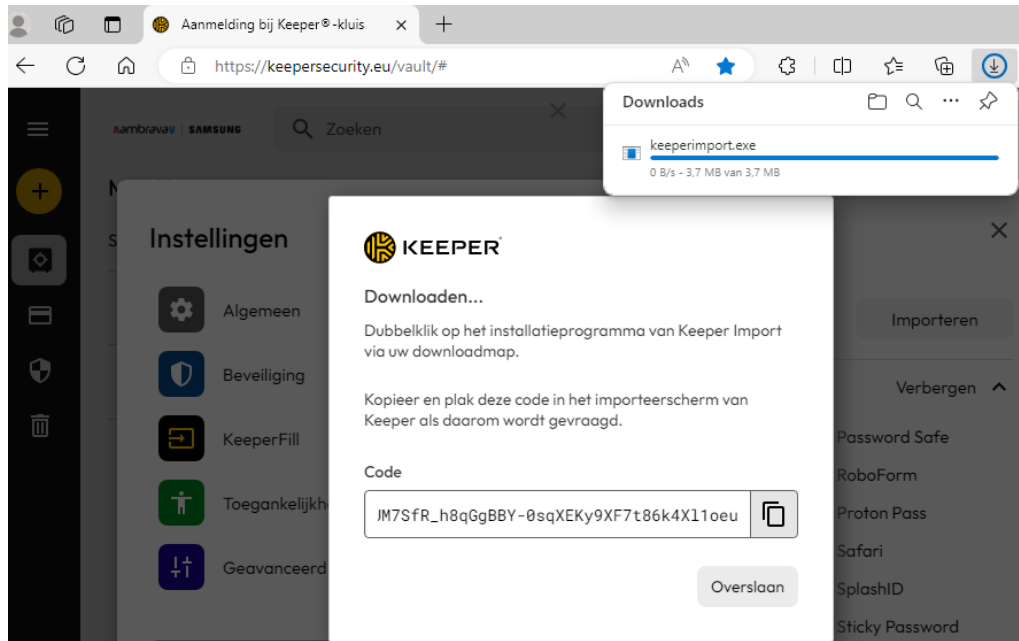 Aanmelding bij Keeper®-kluis
https://keepersecurity.eu/vault/#
Downloads
keeperimport.exe
0 B/s - 3,7 MB van 3,7 MB
SAMSUNG
Zoeken
Instellingen
Algemeen
Beveiliging
KeeperFill
Toegankelijkh
Geavanceerd
KEEPER
Downloaden...
Dubbelklik op het installatieprogramma van Keeper Import
via uw downloadmap.
Kopieer en plak deze code in het importeerscherm van
Keeper als daarom wordt gevraagd.
Code
JM7SfR_h8qGgBBY-0sqXEKy9XF7t86k4Xl1oeu
Overslaan
Importeren
Verbergen
Password Safe
RoboForm
Proton Pass
Safari
SplashID
Sticky Password